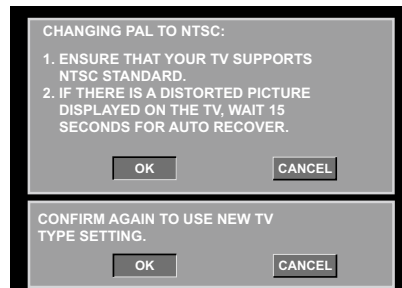 CHANGING PAL TO NTSC:
1. ENSURE THAT YOUR TV SUPPORTS
NTSC STANDARD.
2. IF THERE IS A DISTORTED PICTURE
DISPLAYED ON THE TV, WAIT 15
SECONDS FOR AUTO RECOVER.
OK CANCEL
CONFIRM AGAIN TO USE NEW TV
TYPE SETTING.
OK CANCEL